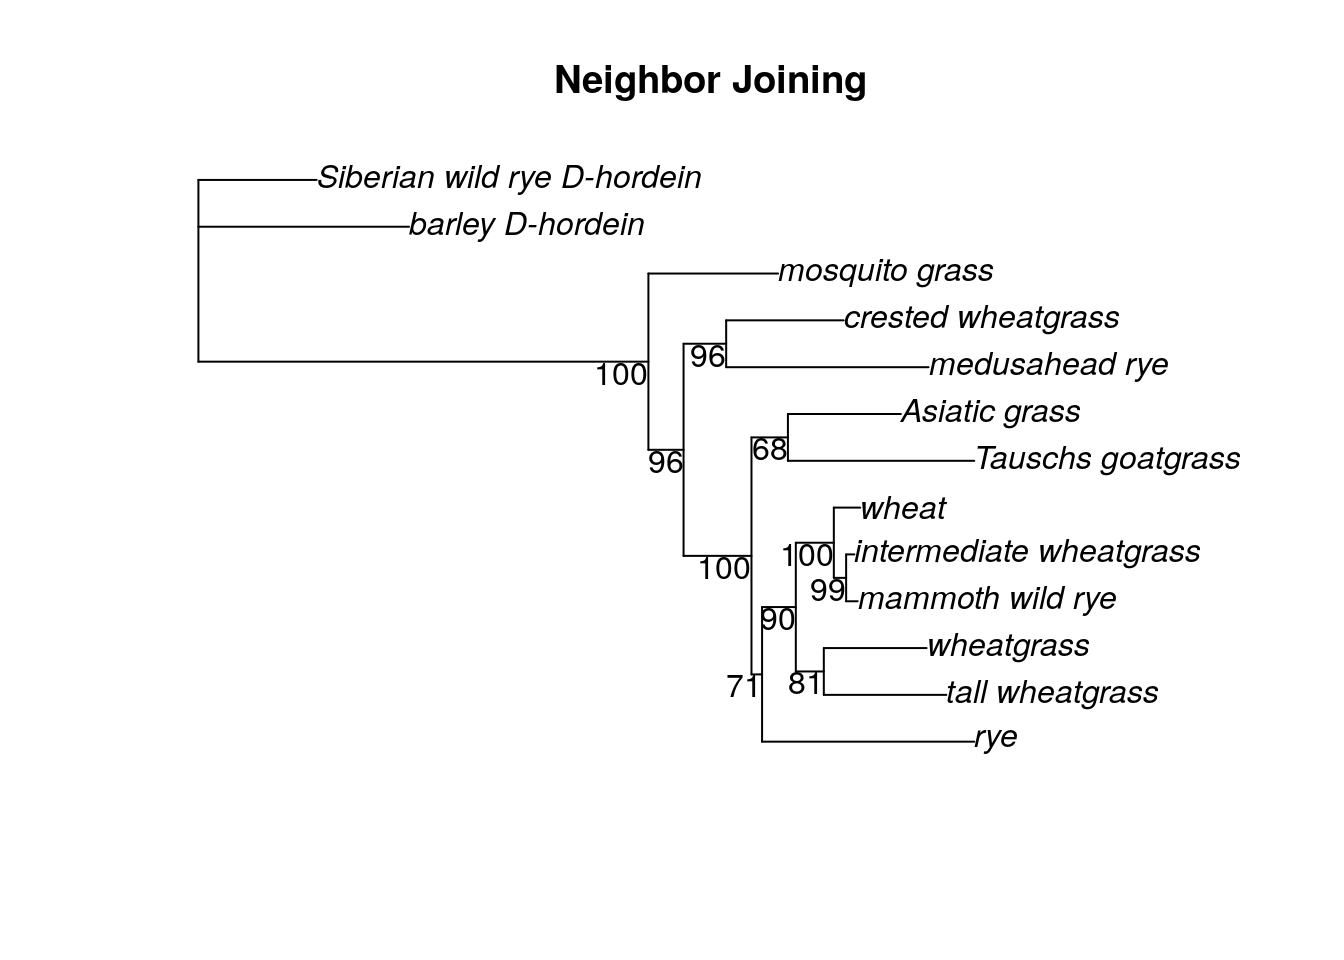 Neighbor Joining
Siberian wild rye D-hordein
barley D-hordein
mosquito grass
crested wheatgrass
96
medusahead rye
100
Asiatic grass
68
Tauschs goatgrass
96
wheat
intermediate wheatgrass
100
100
99
mammoth wild rye
90
wheatgrass
81
71
tall wheatgrass
rye